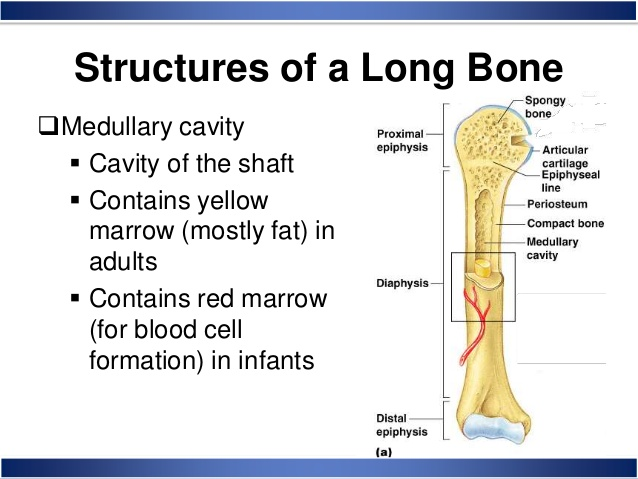 Structures of a Long Bone
❑Medullary cavity
▪ Cavity of the shaft
▪ Contains yellow
marrow (mostly fat) in
adults
▪ Contains red marrow
(for blood cell
formation) in infants
Spongy
bone
Proximal
epiphysis
Articular
cartilage
Epiphyseal
line
Periosteum
Compact bone
Medullary
cavity
Diaphysis
Distal
epiphysis
(a)